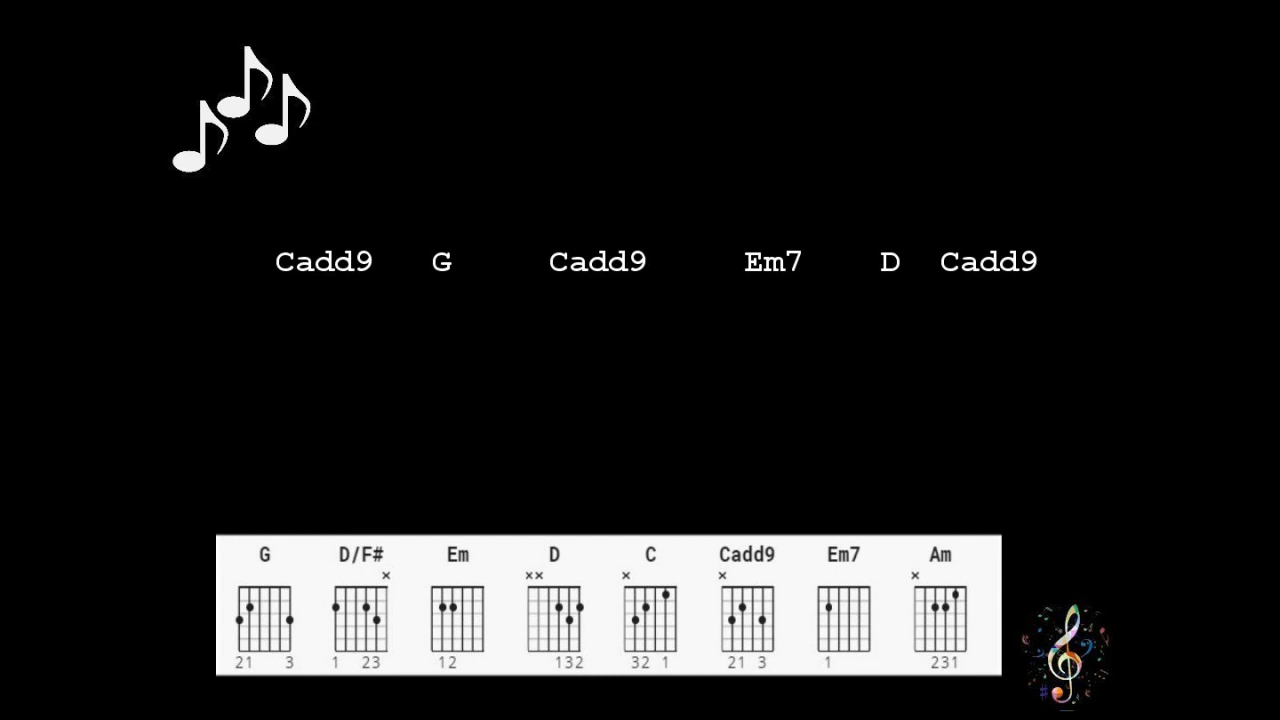 Cadd9 G Cadd9 Em7 D Cadd9
G D/F# Em D C Cadd9 Em7 Am
× ×× × × ×
21 3 1 23 12 132 32 1 21 3 1 231